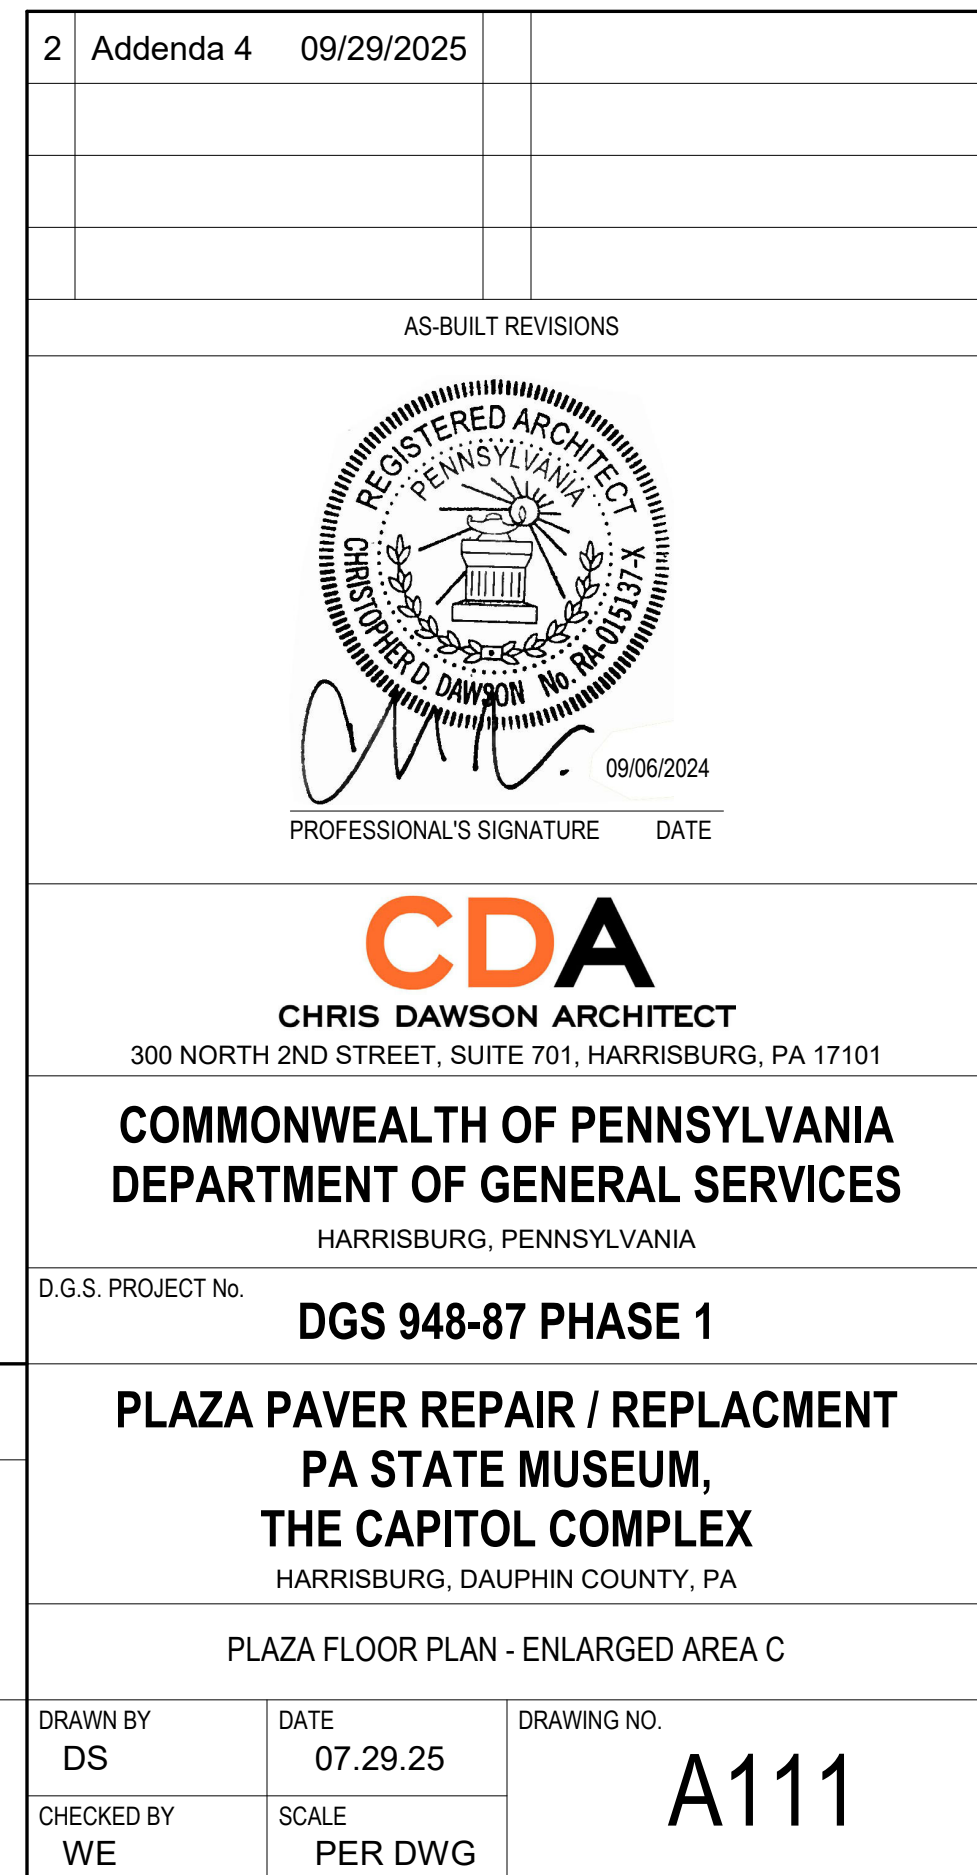 2 Addenda 4 09/29/2025
AS-BUILT REVISIONS
REGISTERED ARCHITECT
PENNSYLVANIA
CHRISTOPHER D. DAWSON No. RA-015137-X
09/06/2024
PROFESSIONAL'S SIGNATURE DATE
CDA
CHRIS DAWSON ARCHITECT
300 NORTH 2ND STREET, SUITE 701, HARRISBURG, PA 17101
COMMONWEALTH OF PENNSYLVANIA
DEPARTMENT OF GENERAL SERVICES
HARRISBURG, PENNSYLVANIA
D.G.S. PROJECT No.
DGS 948-87 PHASE 1
PLAZA PAVER REPAIR / REPLACMENT
PA STATE MUSEUM,
THE CAPITOL COMPLEX
HARRISBURG, DAUPHIN COUNTY, PA
PLAZA FLOOR PLAN - ENLARGED AREA C
DRAWN BY
DS
DATE
07.29.25
DRAWING NO.
A111
CHECKED BY
WE
SCALE
PER DWG